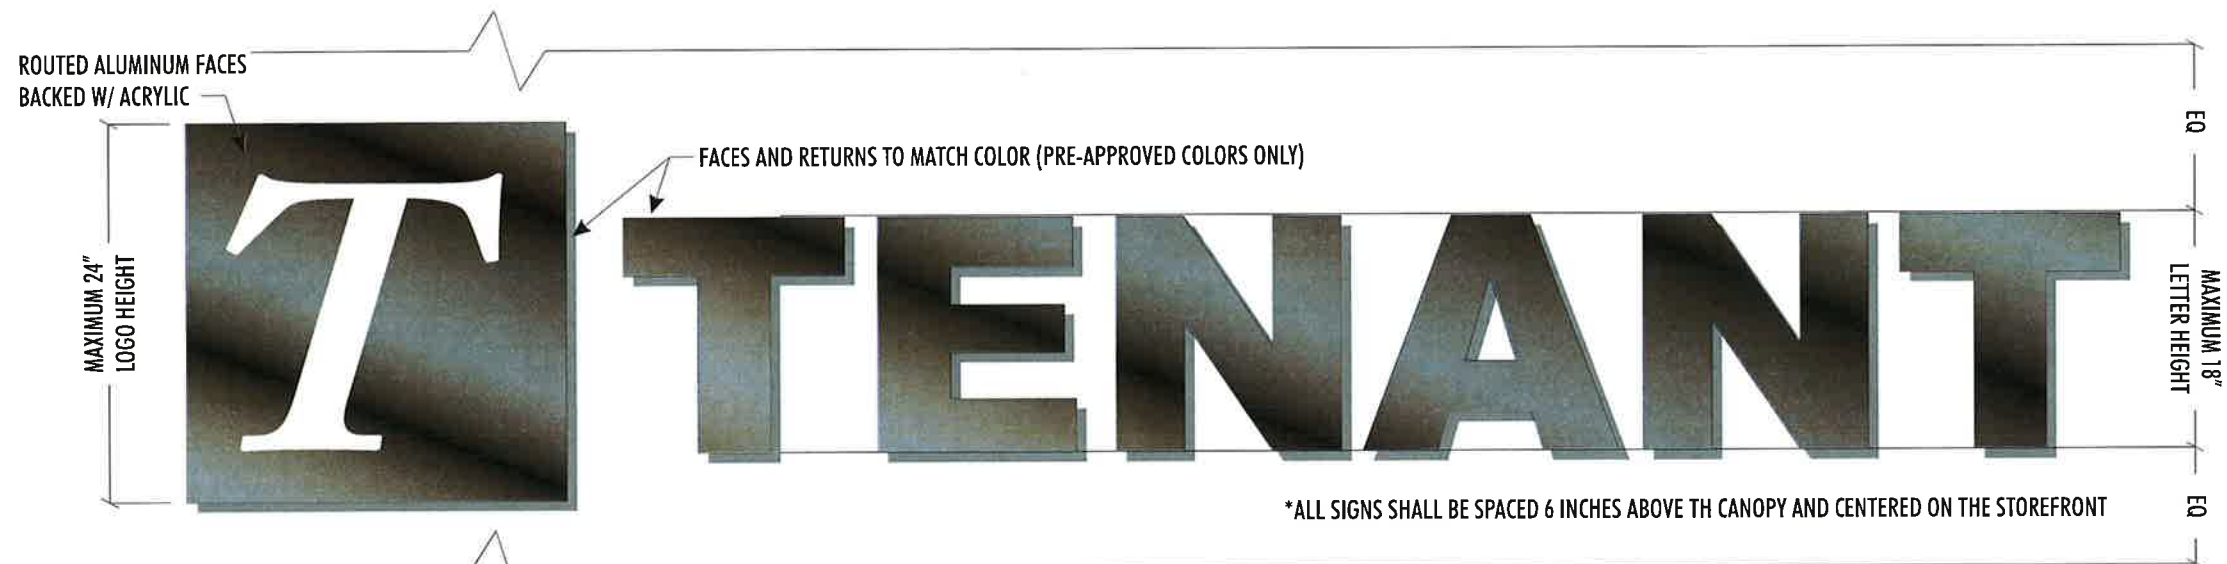 ROUTED ALUMINUM FACES
BACKED W/ ACRYLIC
FACES AND RETURNS TO MATCH COLOR (PRE-APPROVED COLORS ONLY)
EQ
MAXIMUM 24"
LOGO HEIGHT
T
TENANT
MAXIMUM 18"
LETTER HEIGHT
*ALL SIGNS SHALL BE SPACED 6 INCHES ABOVE TH CANOPY AND CENTERED ON THE STOREFRONT
EQ